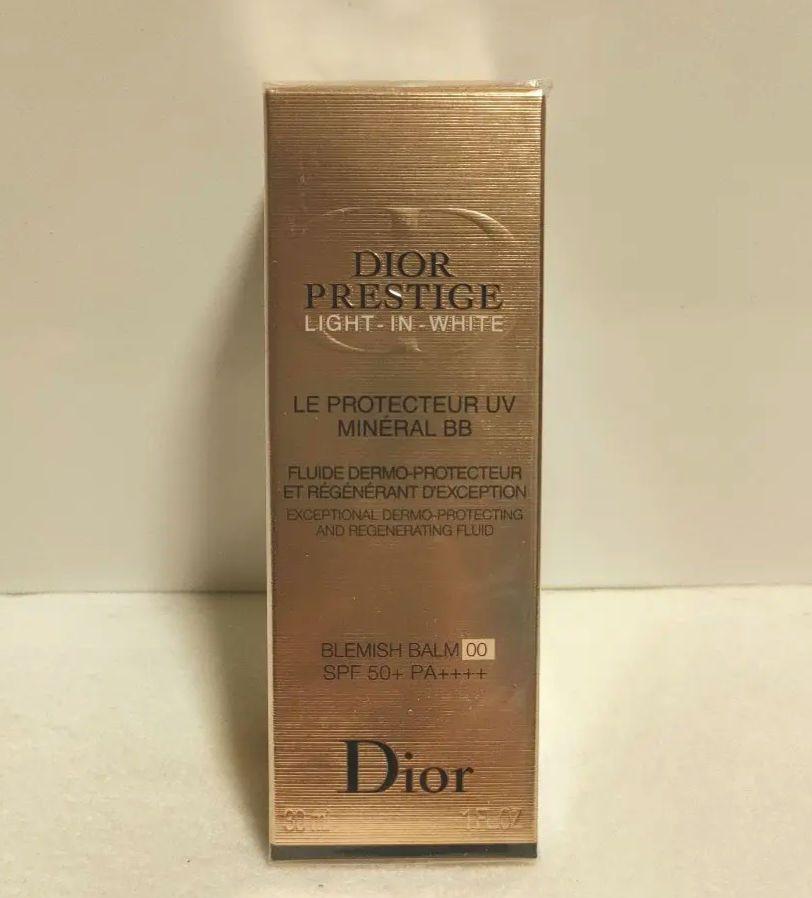 DIOR
PRESTIGE
LIGHT-IN-WHITE
LE PROTECTEUR UV
MINÉRAL BB
FLUIDE DERMO-PROTECTEUR
ET RÉGÉNÉRANT D'EXCEPTION
EXCEPTIONAL DERMO-PROTECTING
AND REGENERATING FLUID
BLEMISH BALM 00
SPF 50+ PA++++
Dior
30 ml 1 FL OZ